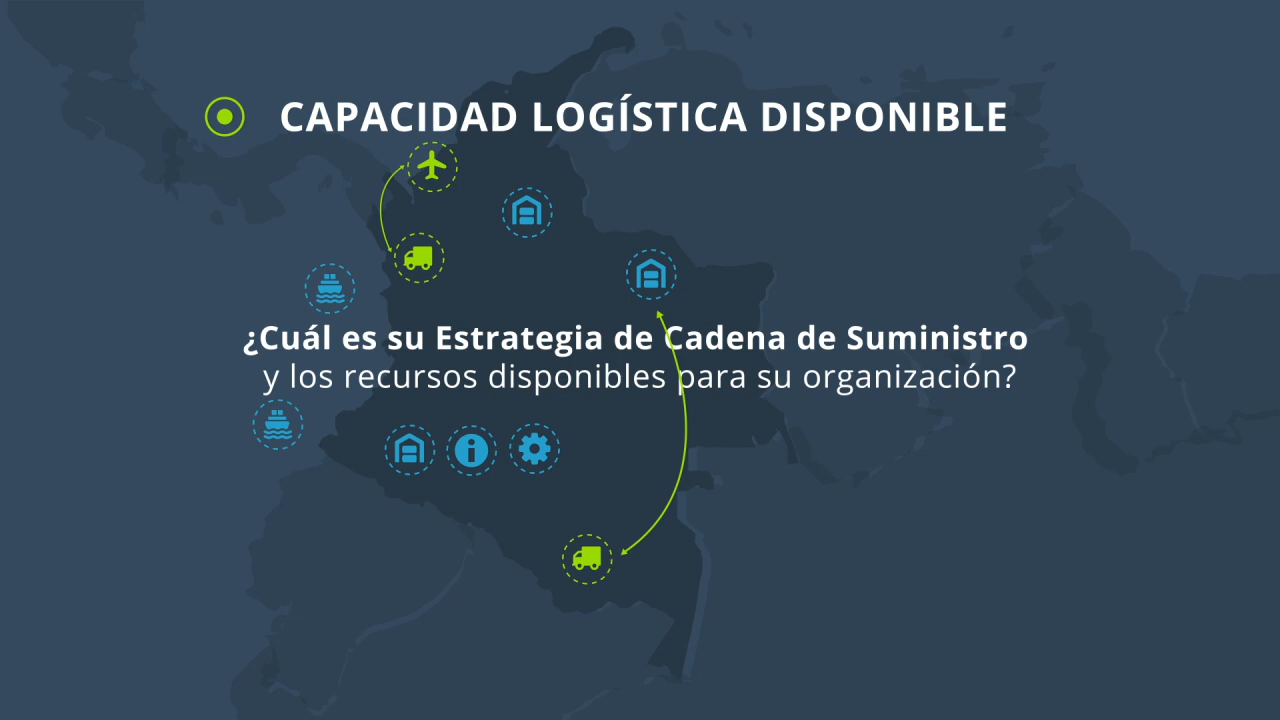 CAPACIDAD LOGÍSTICA DISPONIBLE
¿Cuál es su Estrategia de Cadena de Suministro
y los recursos disponibles para su organización?